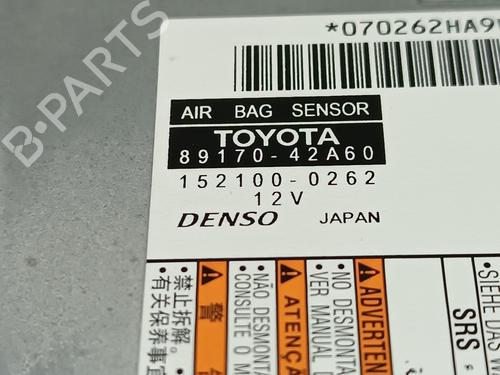 *070262HA9
AIR BAG SENSOR
TOYOTA
89170-42A60
152100-0262
12V
DENSO JAPAN
B-PARTS
•禁止拆解。
有关保养事宜
警
•NÃO DESMONTA
CONSULTE O M
ATENÇÃ
•NO DESMONTA
VER MANUAL D
ADVERTEN
SRS
•SIEHE DAS W